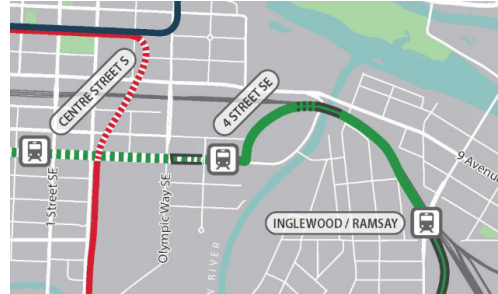 CENTRE STREET S
4 STREET SE
9 Avenue
1 Street SE
Olympic Way SE
INGLEWOOD / RAMSAY
RIVER